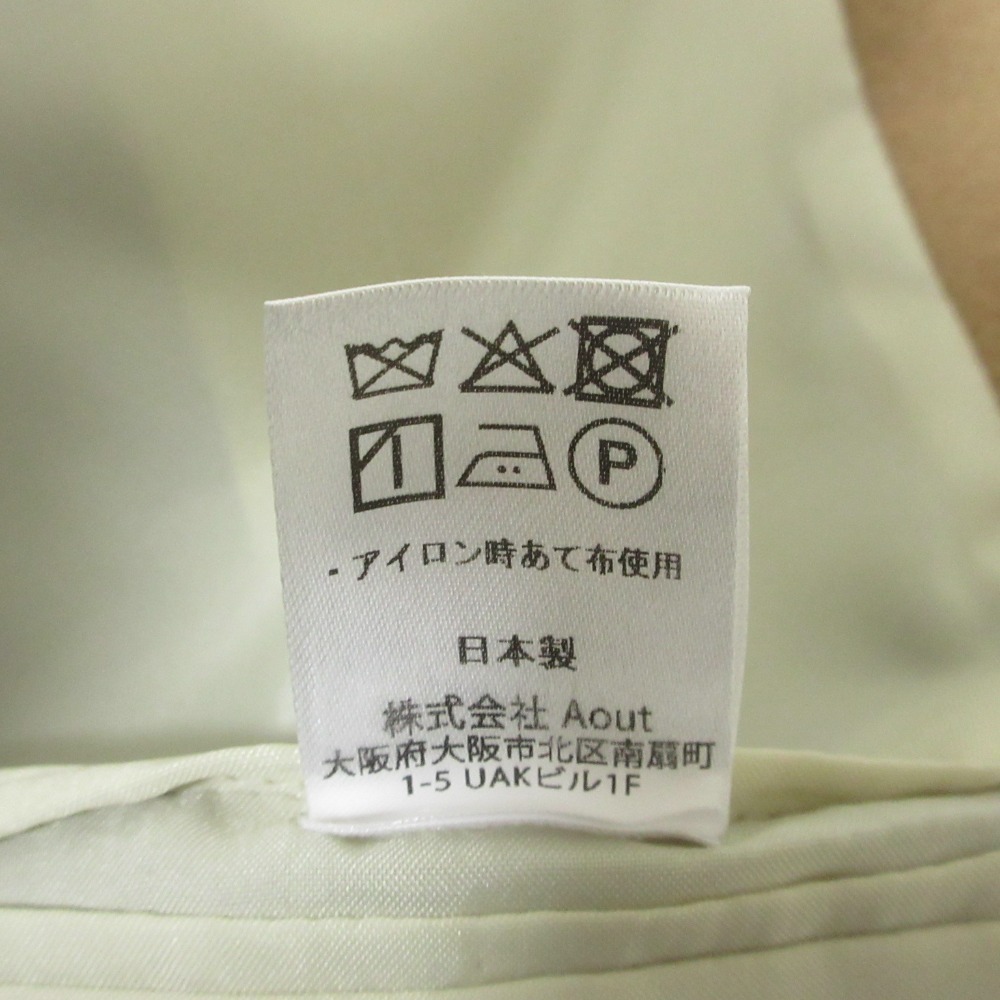 P
- アイロン時あて布使用
日本製
株式会社 Aout
大阪府大阪市北区南扇町
1-5 UAKビル1F